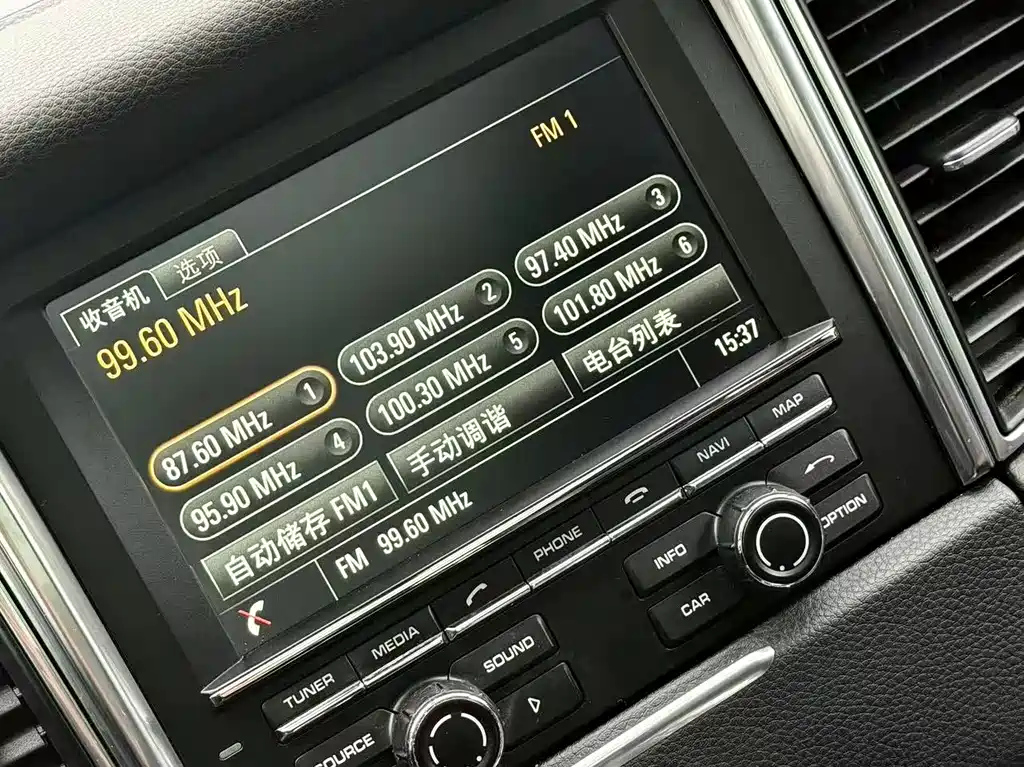 FM 1
收音机 选项
99.60 MHz
87.60 MHz 1
103.90 MHz 2
97.40 MHz 3
95.90 MHz 4
100.30 MHz 5
101.80 MHz 6
自动储存 FM1
手动调谐
电台列表
FM 99.60 MHz
15:37
TUNER
MEDIA
PHONE
NAVI
MAP
SOUND
INFO
CAR
OPTION
SOURCE